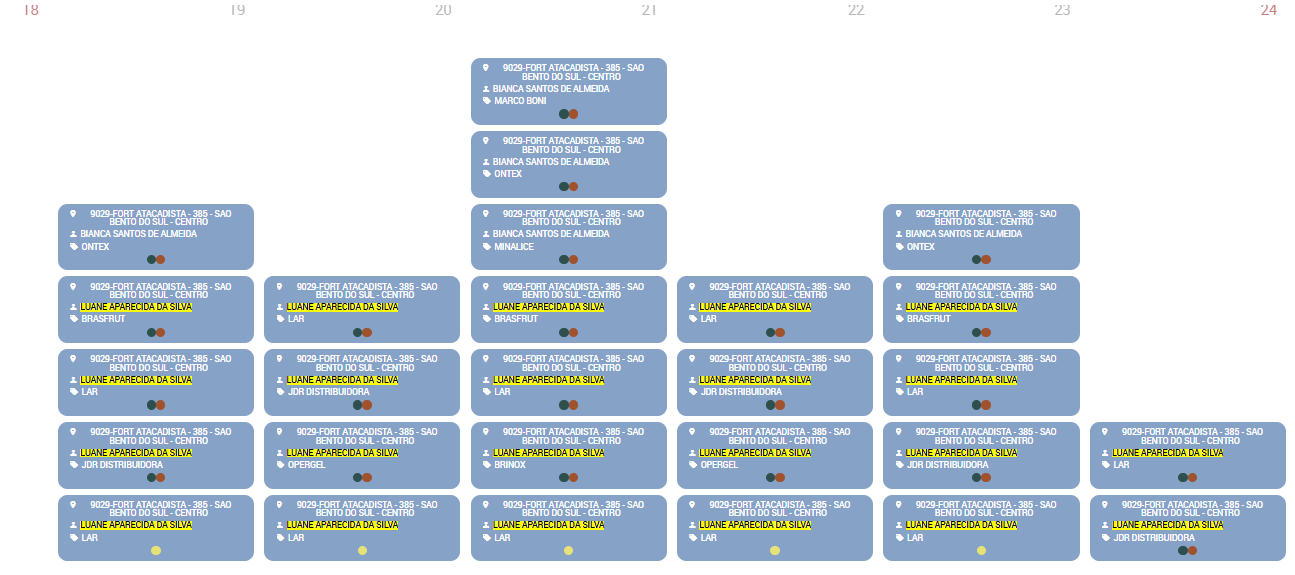 18 19 20 21 22 23 24
9029-FORT ATACADISTA - 385 - SAO
BENTO DO SUL - CENTRO
BIANCA SANTOS DE ALMEIDA
ONTEX
9029-FORT ATACADISTA - 385 - SAO
BENTO DO SUL - CENTRO
LUANE APARECIDA DA SILVA
BRASFRUT
9029-FORT ATACADISTA - 385 - SAO
BENTO DO SUL - CENTRO
LUANE APARECIDA DA SILVA
LAR
9029-FORT ATACADISTA - 385 - SAO
BENTO DO SUL - CENTRO
LUANE APARECIDA DA SILVA
JDR DISTRIBUIDORA
9029-FORT ATACADISTA - 385 - SAO
BENTO DO SUL - CENTRO
LUANE APARECIDA DA SILVA
LAR
9029-FORT ATACADISTA - 385 - SAO
BENTO DO SUL - CENTRO
LUANE APARECIDA DA SILVA
LAR
9029-FORT ATACADISTA - 385 - SAO
BENTO DO SUL - CENTRO
LUANE APARECIDA DA SILVA
JDR DISTRIBUIDORA
9029-FORT ATACADISTA - 385 - SAO
BENTO DO SUL - CENTRO
LUANE APARECIDA DA SILVA
OPERGEL
9029-FORT ATACADISTA - 385 - SAO
BENTO DO SUL - CENTRO
LUANE APARECIDA DA SILVA
LAR
9029-FORT ATACADISTA - 385 - SAO
BENTO DO SUL - CENTRO
BIANCA SANTOS DE ALMEIDA
MARCO BONI
9029-FORT ATACADISTA - 385 - SAO
BENTO DO SUL - CENTRO
BIANCA SANTOS DE ALMEIDA
ONTEX
9029-FORT ATACADISTA - 385 - SAO
BENTO DO SUL - CENTRO
BIANCA SANTOS DE ALMEIDA
MINALICE
9029-FORT ATACADISTA - 385 - SAO
BENTO DO SUL - CENTRO
LUANE APARECIDA DA SILVA
BRASFRUT
9029-FORT ATACADISTA - 385 - SAO
BENTO DO SUL - CENTRO
LUANE APARECIDA DA SILVA
LAR
9029-FORT ATACADISTA - 385 - SAO
BENTO DO SUL - CENTRO
LUANE APARECIDA DA SILVA
BRINOX
9029-FORT ATACADISTA - 385 - SAO
BENTO DO SUL - CENTRO
LUANE APARECIDA DA SILVA
LAR
9029-FORT ATACADISTA - 385 - SAO
BENTO DO SUL - CENTRO
LUANE APARECIDA DA SILVA
LAR
9029-FORT ATACADISTA - 385 - SAO
BENTO DO SUL - CENTRO
LUANE APARECIDA DA SILVA
JDR DISTRIBUIDORA
9029-FORT ATACADISTA - 385 - SAO
BENTO DO SUL - CENTRO
LUANE APARECIDA DA SILVA
OPERGEL
9029-FORT ATACADISTA - 385 - SAO
BENTO DO SUL - CENTRO
LUANE APARECIDA DA SILVA
LAR
9029-FORT ATACADISTA - 385 - SAO
BENTO DO SUL - CENTRO
BIANCA SANTOS DE ALMEIDA
ONTEX
9029-FORT ATACADISTA - 385 - SAO
BENTO DO SUL - CENTRO
LUANE APARECIDA DA SILVA
BRASFRUT
9029-FORT ATACADISTA - 385 - SAO
BENTO DO SUL - CENTRO
LUANE APARECIDA DA SILVA
LAR
9029-FORT ATACADISTA - 385 - SAO
BENTO DO SUL - CENTRO
LUANE APARECIDA DA SILVA
JDR DISTRIBUIDORA
9029-FORT ATACADISTA - 385 - SAO
BENTO DO SUL - CENTRO
LUANE APARECIDA DA SILVA
LAR
9029-FORT ATACADISTA - 385 - SAO
BENTO DO SUL - CENTRO
LUANE APARECIDA DA SILVA
LAR
9029-FORT ATACADISTA - 385 - SAO
BENTO DO SUL - CENTRO
LUANE APARECIDA DA SILVA
JDR DISTRIBUIDORA